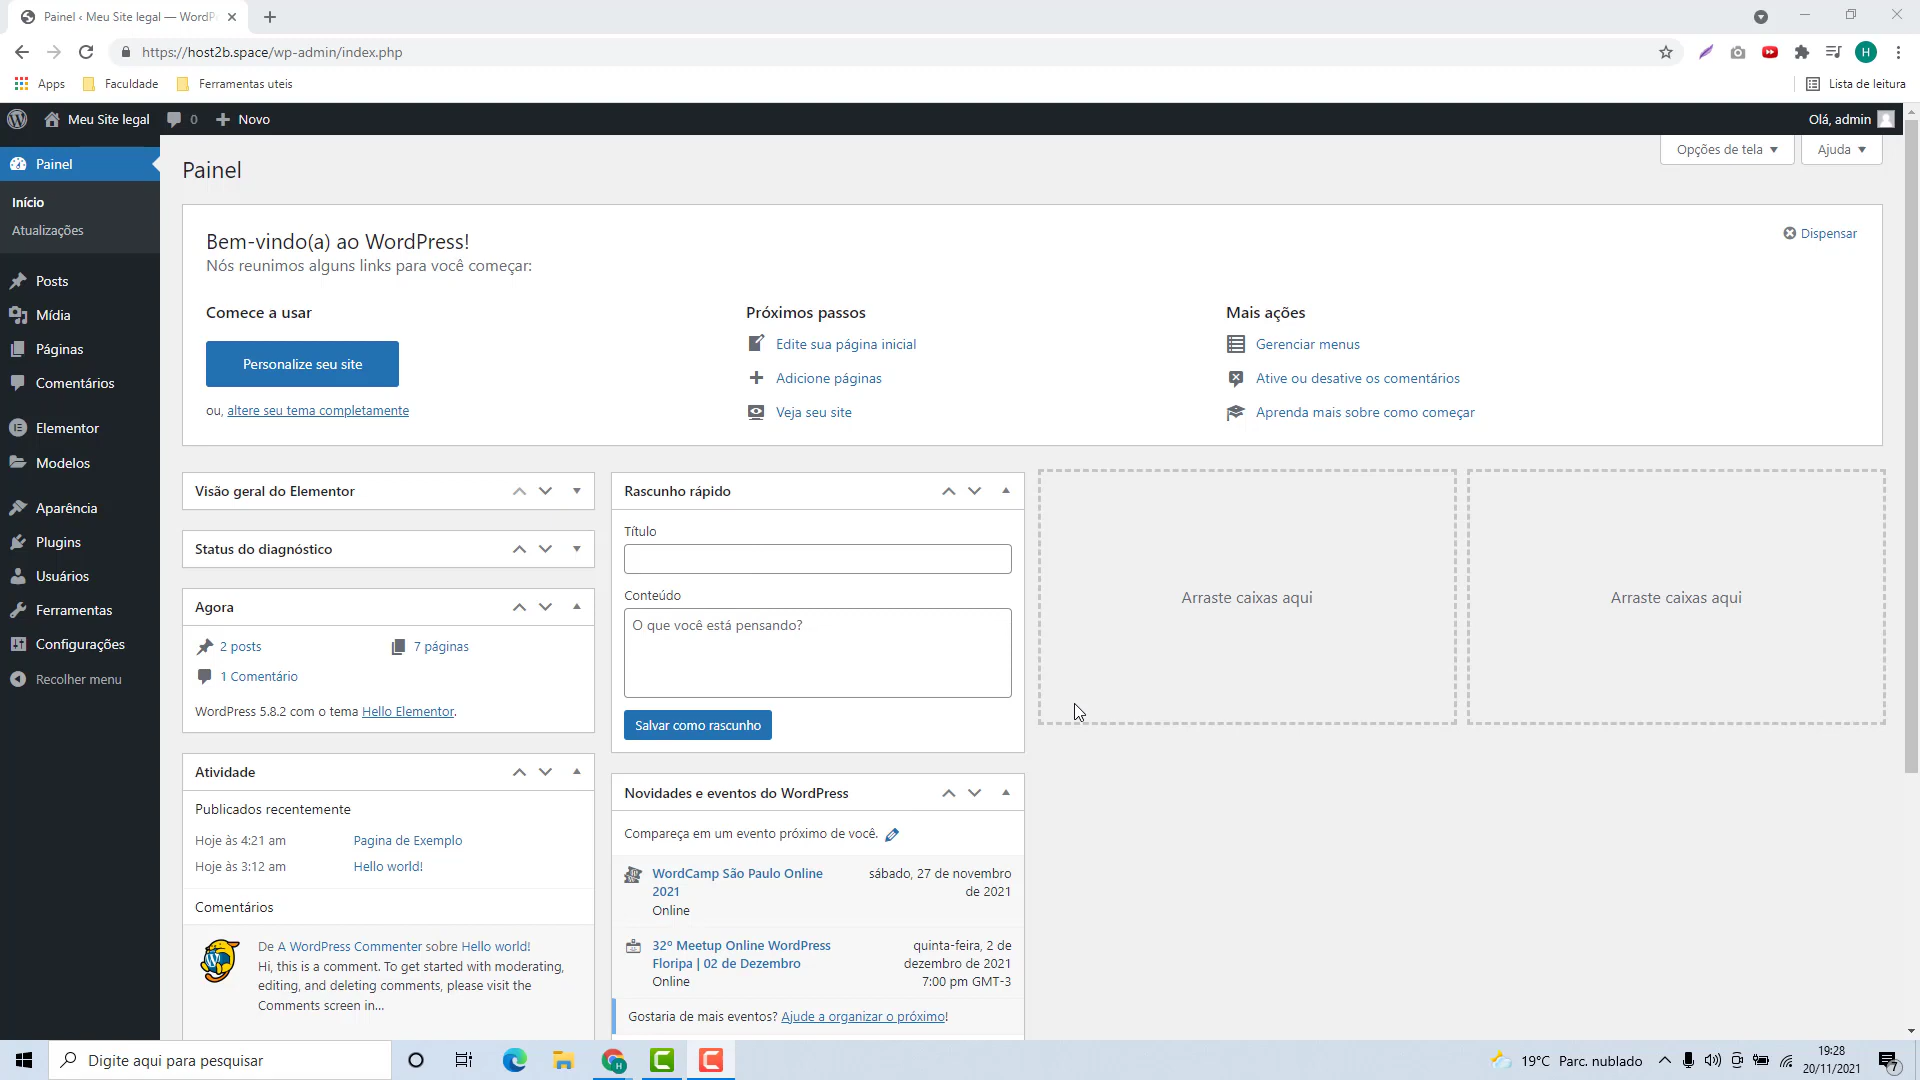 Painel ‹ Meu Site legal — WordP
https://host2b.space/wp-admin/index.php
H
Apps
Faculdade
Ferramentas uteis
Lista de leitura
Meu Site legal
0
Novo
Olá, admin
Painel
Início
Atualizações
Posts
Mídia
Páginas
Comentários
Elementor
Modelos
Aparência
Plugins
Usuários
Ferramentas
Configurações
Recolher menu
Painel
Opções de tela
Ajuda
Bem-vindo(a) ao WordPress!
Nós reunimos alguns links para você começar:
Dispensar
Comece a usar
Personalize seu site
ou, altere seu tema completamente
Próximos passos
Edite sua página inicial
Adicione páginas
Veja seu site
Mais ações
Gerenciar menus
Ative ou desative os comentários
Aprenda mais sobre como começar
Visão geral do Elementor
Status do diagnóstico
Agora
2 posts
7 páginas
1 Comentário
WordPress 5.8.2 com o tema Hello Elementor.
Atividade
Publicados recentemente
Hoje às 4:21 am
Pagina de Exemplo
Hoje às 3:12 am
Hello world!
Comentários
De A WordPress Commenter sobre Hello world!
Hi, this is a comment. To get started with moderating,
editing, and deleting comments, please visit the
Comments screen in…
Rascunho rápido
Título
Conteúdo
O que você está pensando?
Salvar como rascunho
Novidades e eventos do WordPress
Compareça em um evento próximo de você.
WordCamp São Paulo Online
2021
Online
sábado, 27 de novembro
de 2021
32º Meetup Online WordPress
Floripa | 02 de Dezembro
Online
quinta-feira, 2 de
dezembro de 2021
7:00 pm GMT-3
Gostaria de mais eventos? Ajude a organizar o próximo!
Arraste caixas aqui
Arraste caixas aqui
Digite aqui para pesquisar
19°C Parc. nublado
19:28
20/11/2021
7